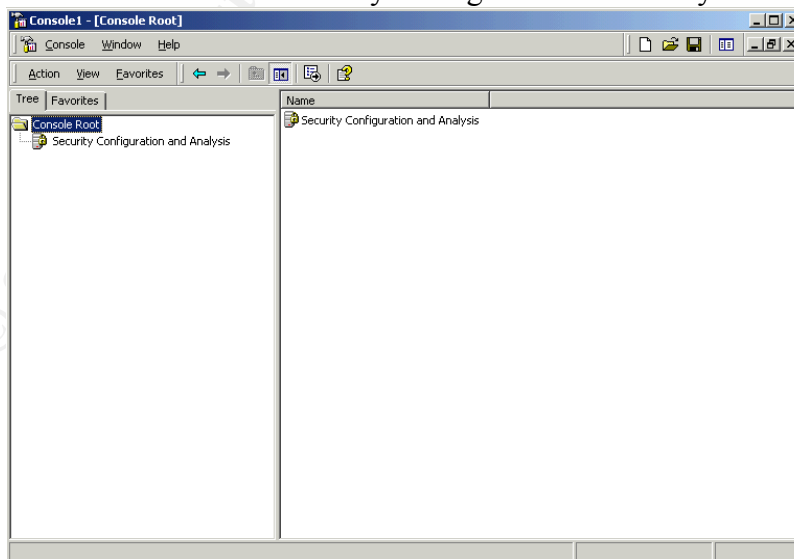 Console1 - [Console Root]
Console Window Help
Action View Favorites
Tree Favorites
Name
Console Root
Security Configuration and Analysis
Security Configuration and Analysis